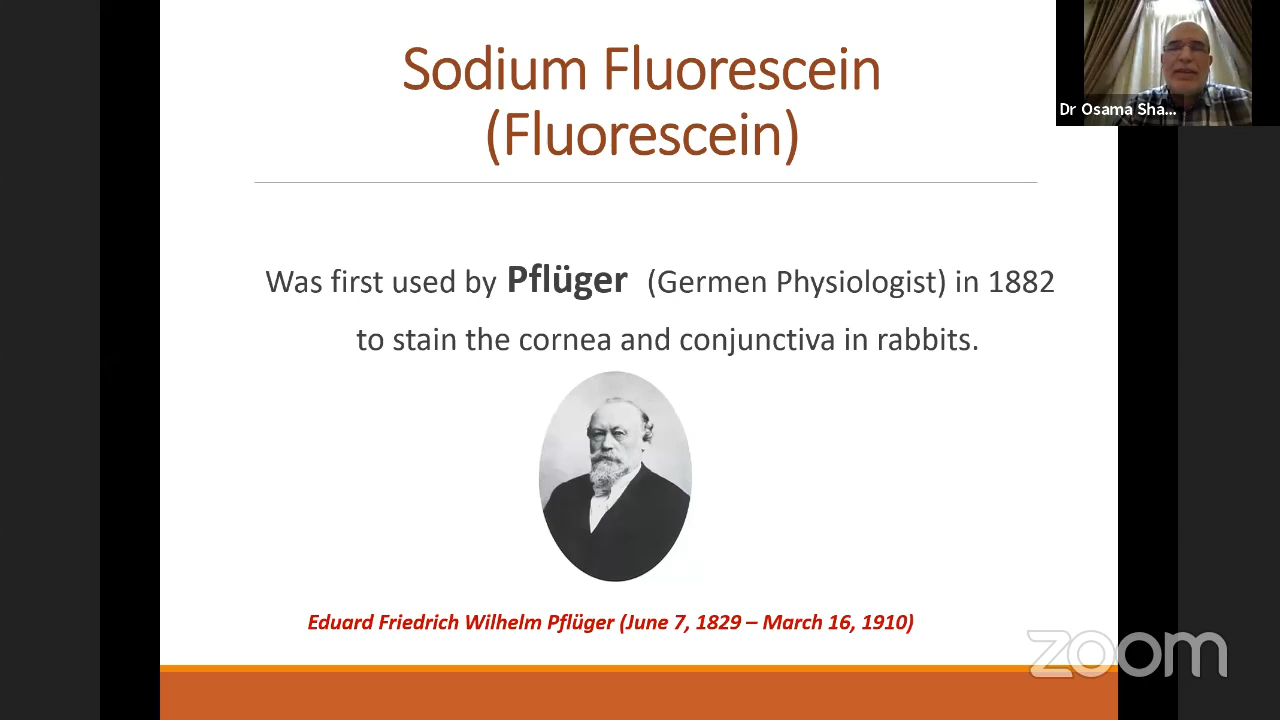 Sodium Fluorescein
(Fluorescein)
Dr Osama Sha...
Was first used by Pflüger (Germen Physiologist) in 1882
to stain the cornea and conjunctiva in rabbits.
Eduard Friedrich Wilhelm Pflüger (June 7, 1829 – March 16, 1910)
zoom